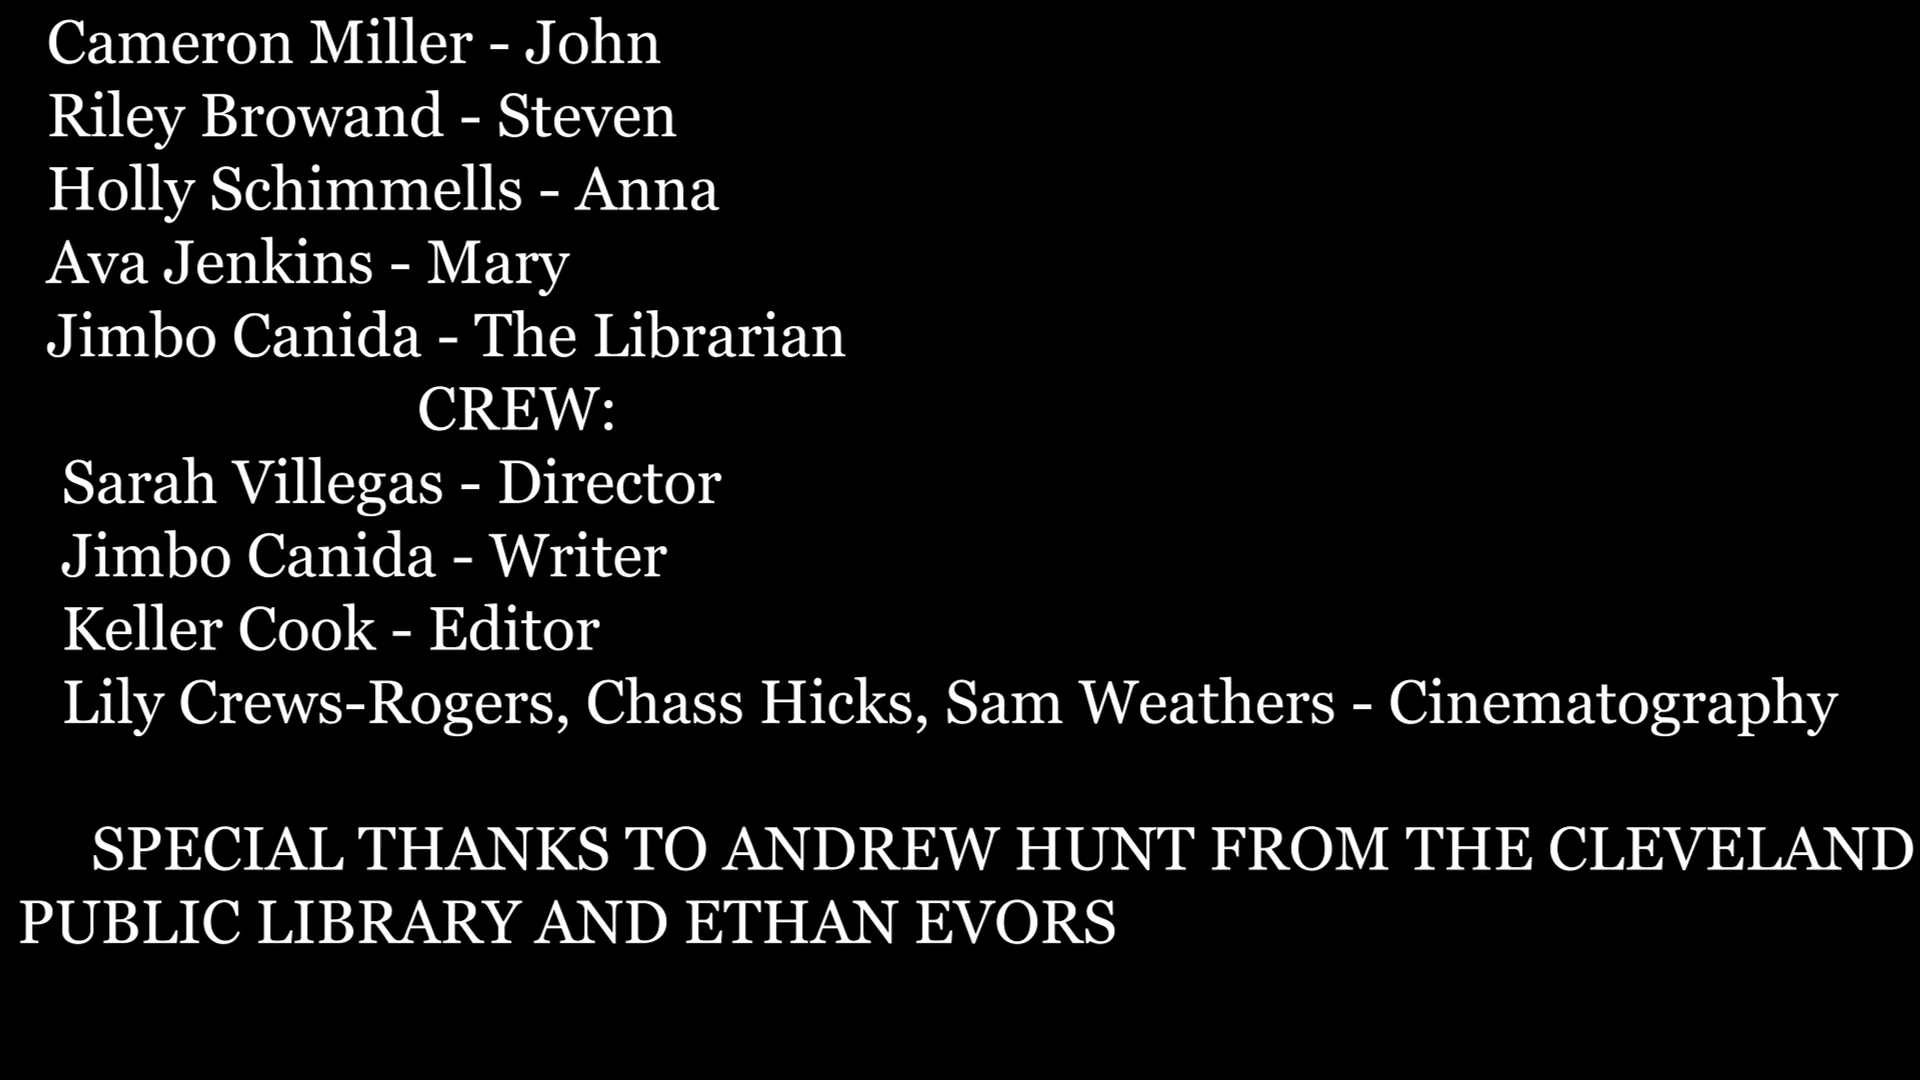 Cameron Miller - John
Riley Browand - Steven
Holly Schimmells - Anna
Ava Jenkins - Mary
Jimbo Canida - The Librarian
CREW:
Sarah Villegas - Director
Jimbo Canida - Writer
Keller Cook - Editor
Lily Crews-Rogers, Chass Hicks, Sam Weathers - Cinematography
SPECIAL THANKS TO ANDREW HUNT FROM THE CLEVELAND
PUBLIC LIBRARY AND ETHAN EVORS